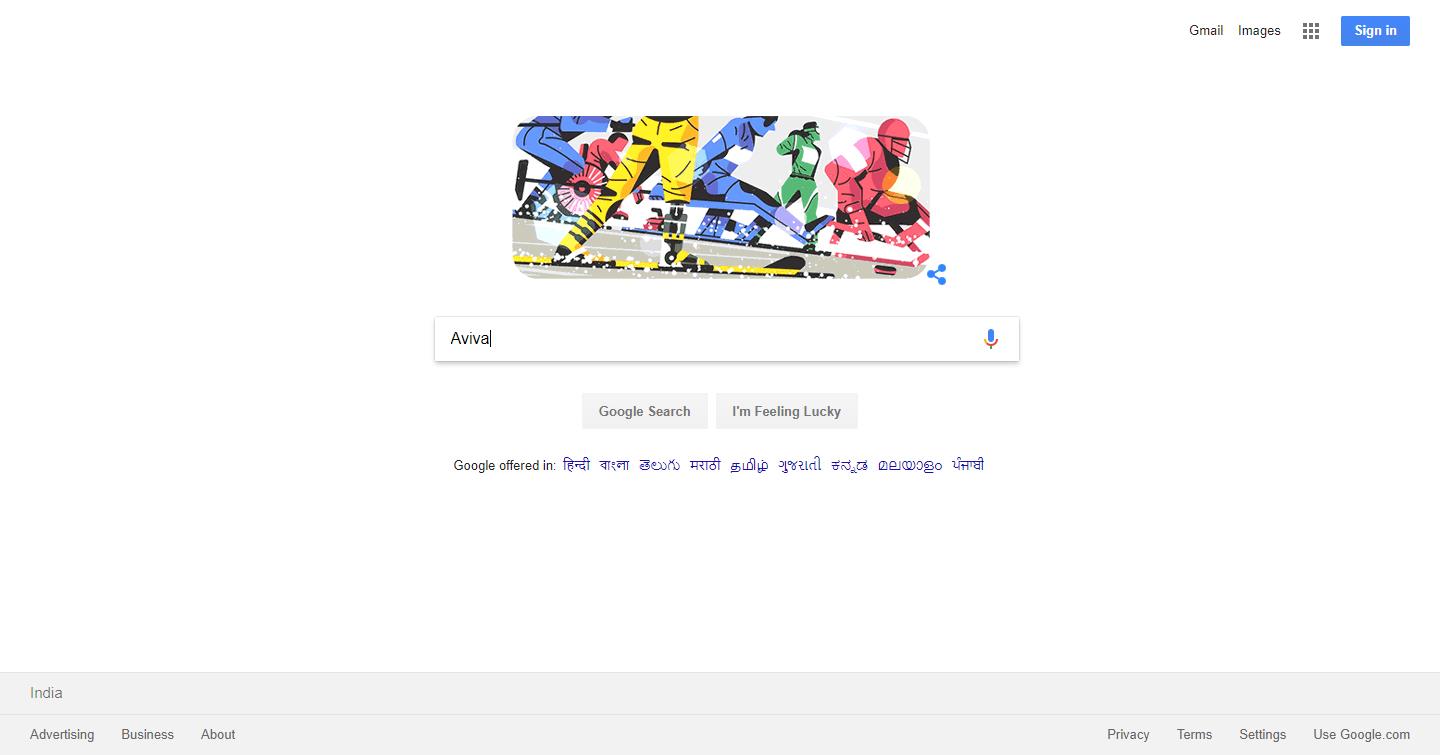 Gmail Images Sign in
Aviva
Google Search I'm Feeling Lucky
Google offered in: हिन्दी বাংলা తెలుగు मराठी தமிழ் ગુજરાતી ಕನ್ನಡ മലയാളം ਪੰਜਾਬੀ
India
Advertising Business About Privacy Terms Settings Use Google.com